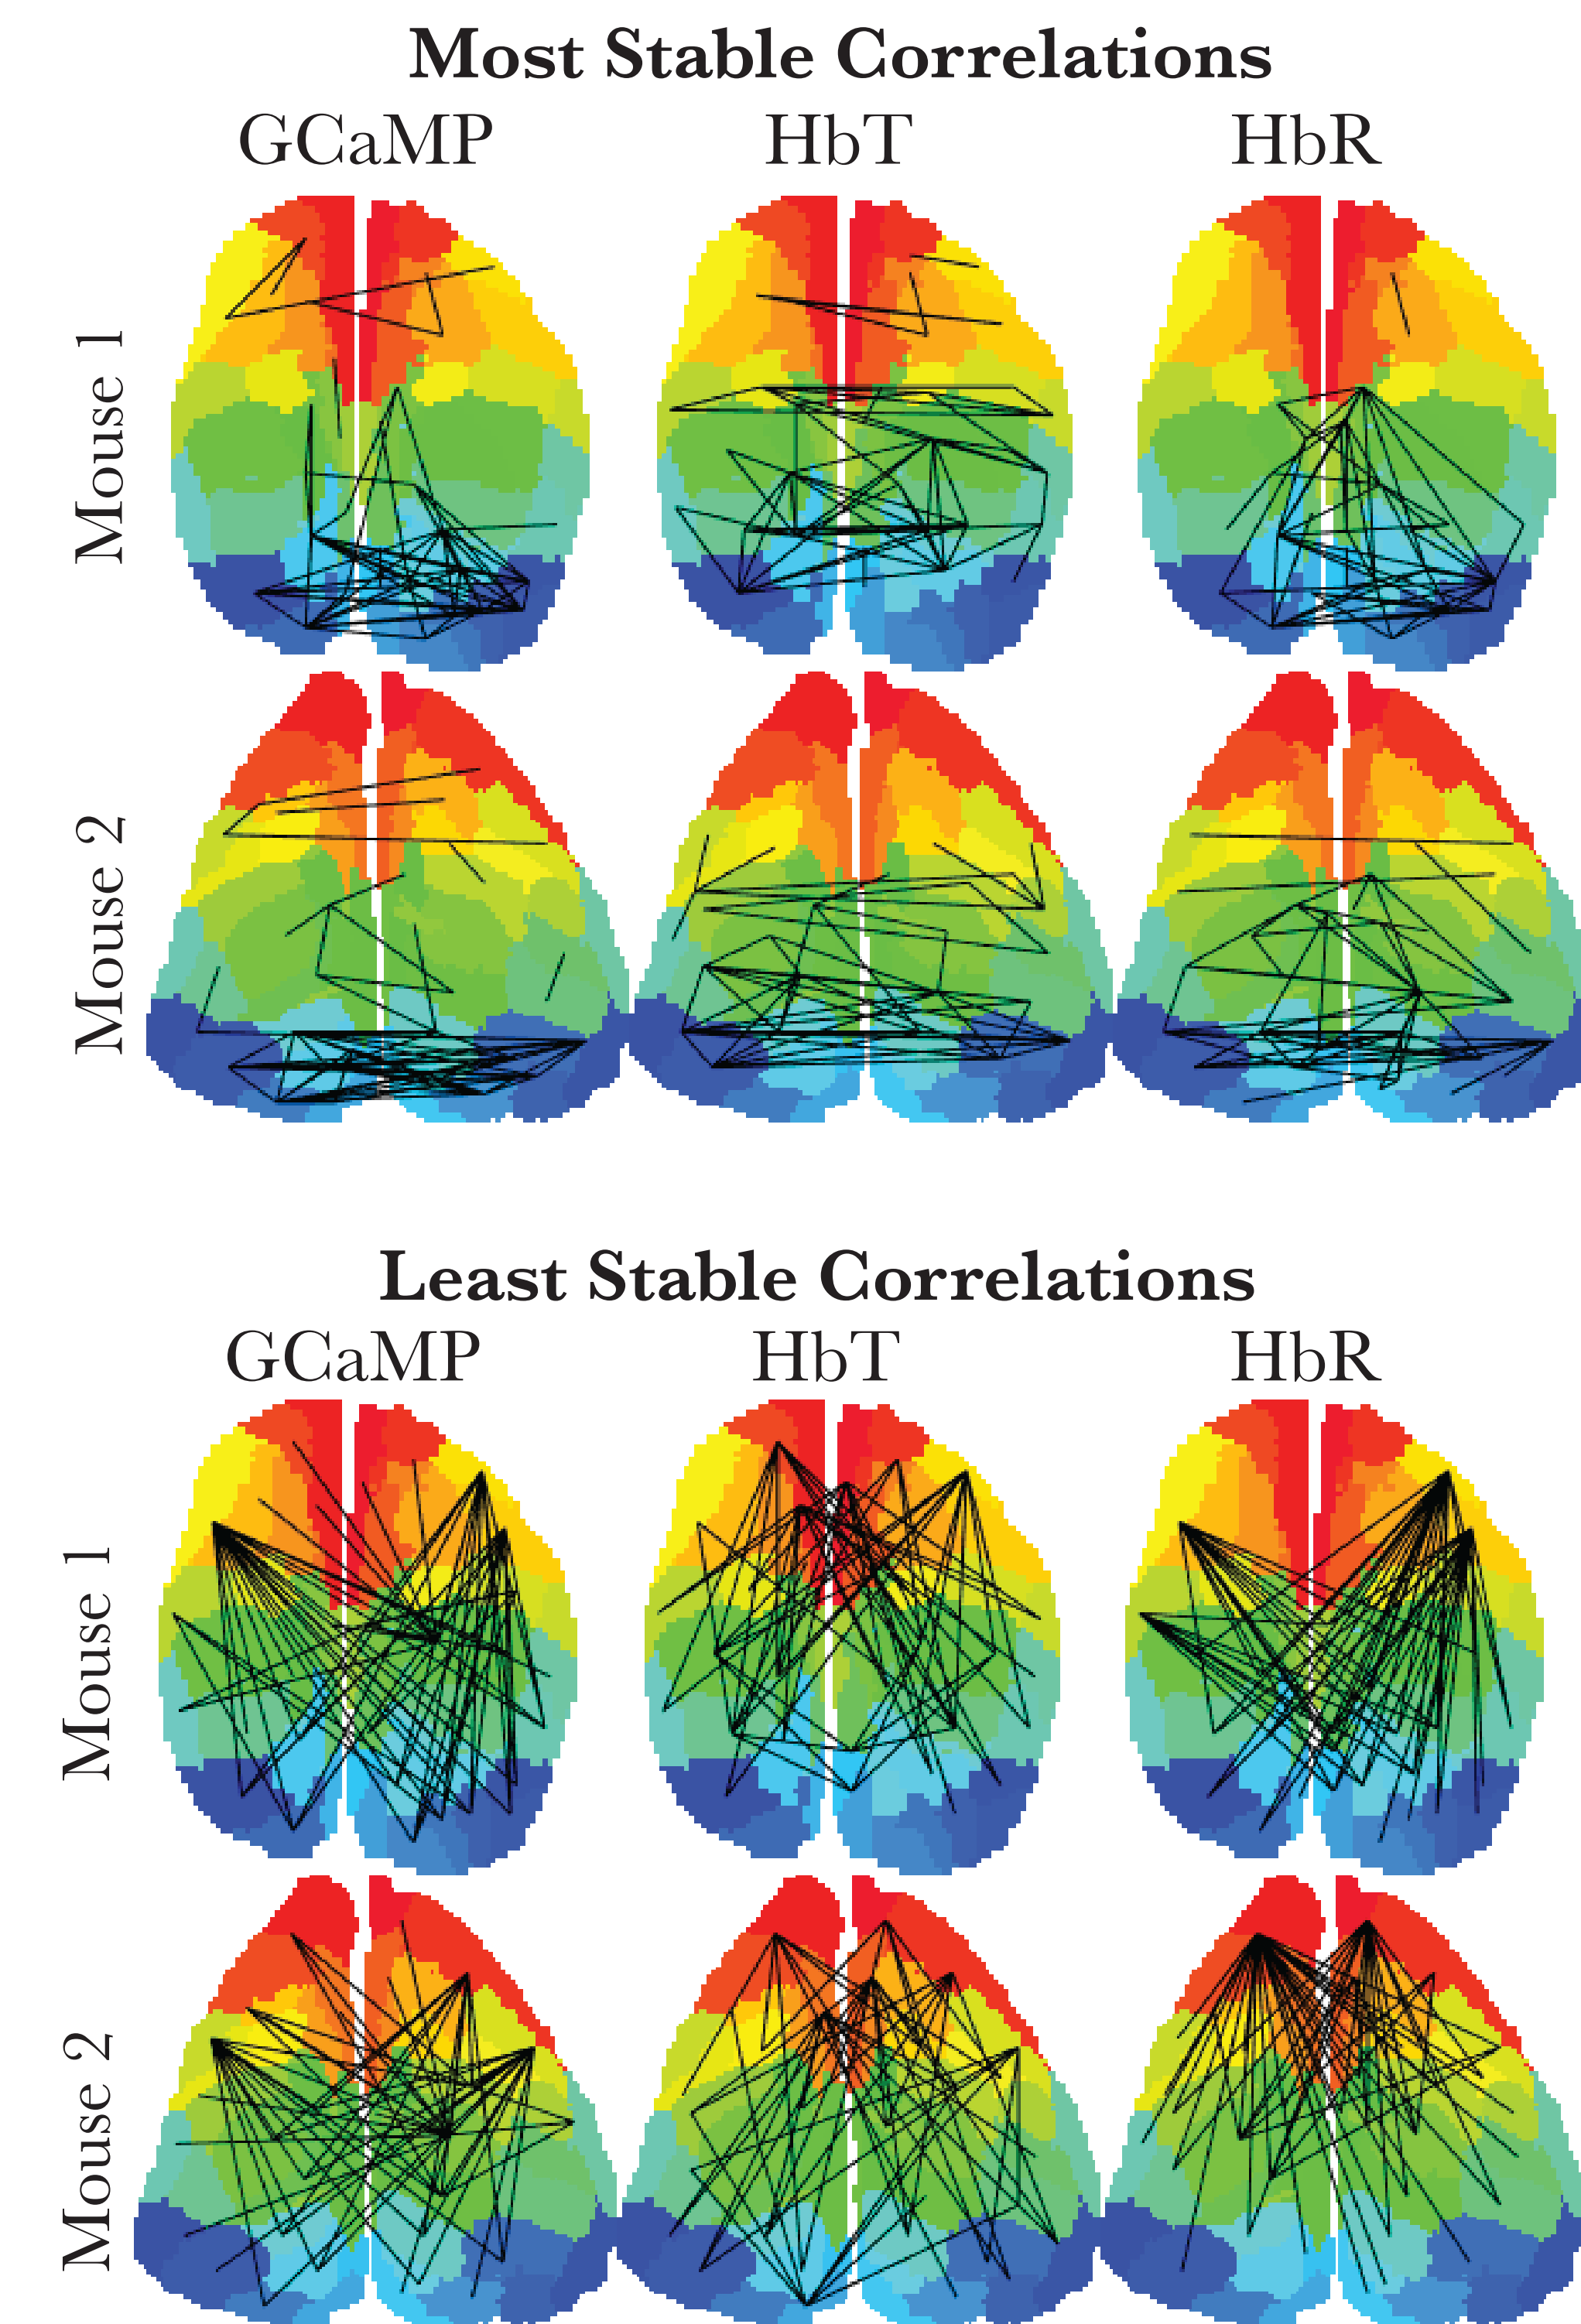 Most Stable Correlations
GCaMP HbT HbR
Mouse 1
Mouse 2
Least Stable Correlations
GCaMP HbT HbR
Mouse 1
Mouse 2